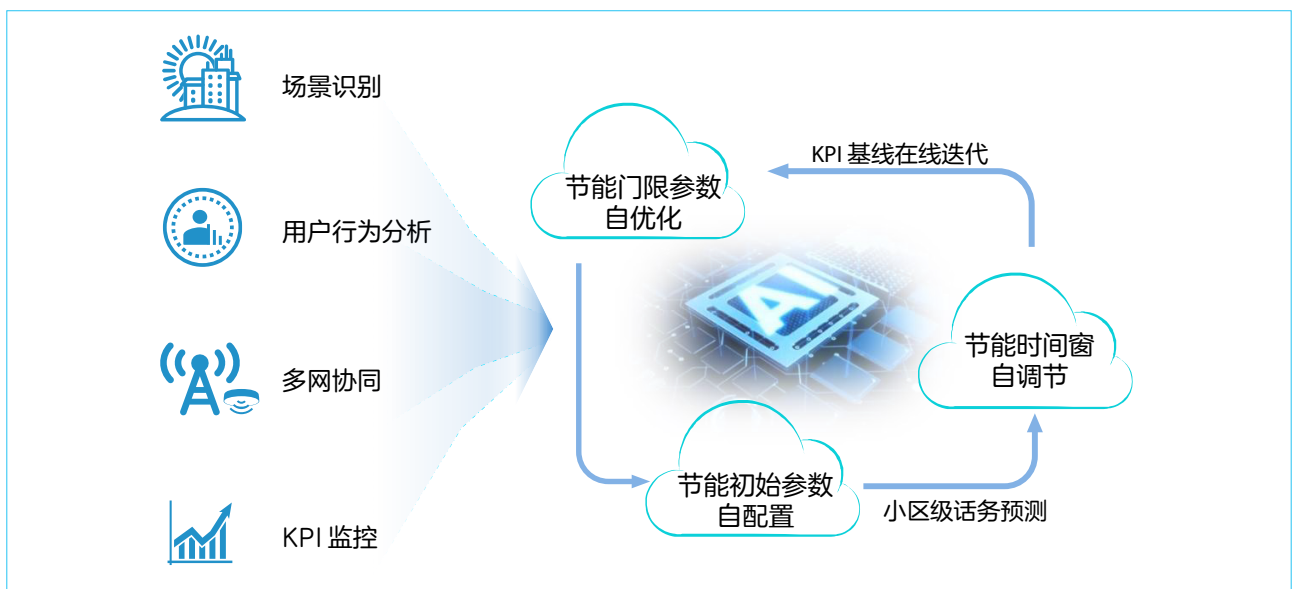 场景识别
用户行为分析
多网协同
KPI 监控
节能门限参数
自优化
KPI 基线在线迭代
AI
节能时间窗
自调节
节能初始参数
自配置
小区级话务预测